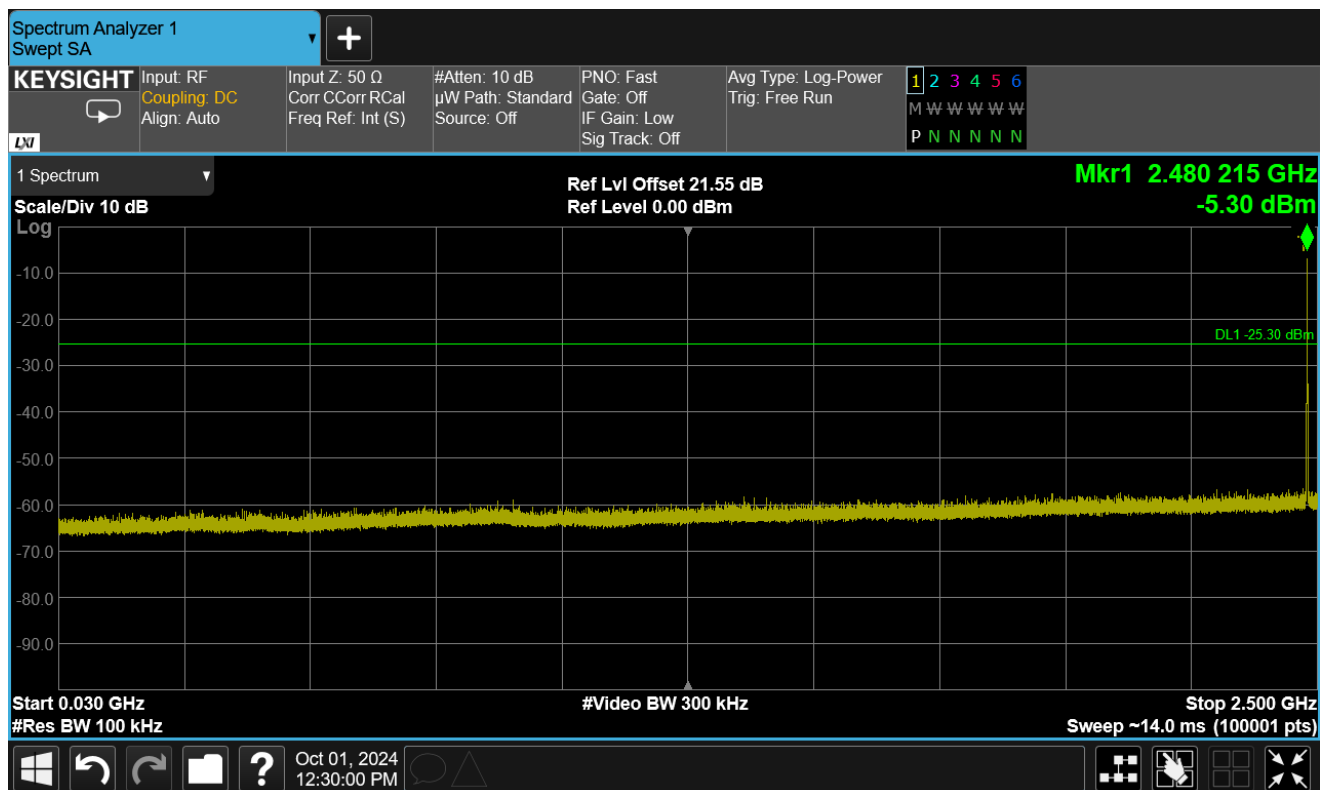 Spectrum Analyzer 1
Swept SA
KEYSIGHT
LXI
Input: RF
Coupling: DC
Align: Auto
Input Z: 50 Ω
Corr CCorr RCal
Freq Ref: Int (S)
#Atten: 10 dB
µW Path: Standard
Source: Off
PNO: Fast
Gate: Off
IF Gain: Low
Sig Track: Off
Avg Type: Log-Power
Trig: Free Run
1 2 3 4 5 6
M W W W W W
P N N N N N
1 Spectrum
Scale/Div 10 dB
Log
Ref Lvl Offset 21.55 dB
Ref Level 0.00 dBm
Mkr1 2.480 215 GHz
-5.30 dBm
-10.0
-20.0
DL1 -25.30 dBm
-30.0
-40.0
-50.0
-60.0
-70.0
-80.0
-90.0
Start 0.030 GHz
#Res BW 100 kHz
#Video BW 300 kHz
Stop 2.500 GHz
Sweep ~14.0 ms (100001 pts)
?
Oct 01, 2024
12:30:00 PM